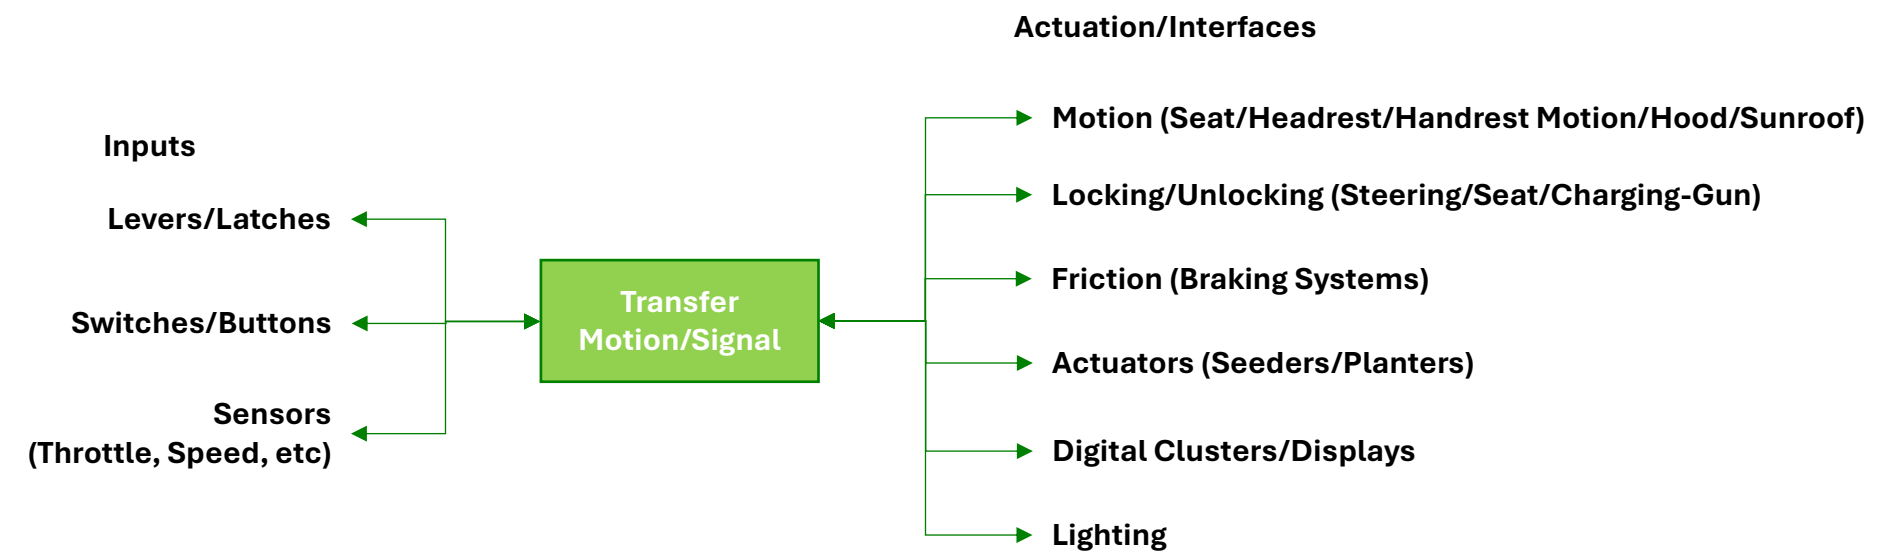 Actuation/Interfaces
Inputs
Levers/Latches
Switches/Buttons
Sensors
(Throttle, Speed, etc)
Transfer
Motion/Signal
Motion (Seat/Headrest/Handrest Motion/Hood/Sunroof)
Locking/Unlocking (Steering/Seat/Charging-Gun)
Friction (Braking Systems)
Actuators (Seeders/Planters)
Digital Clusters/Displays
Lighting